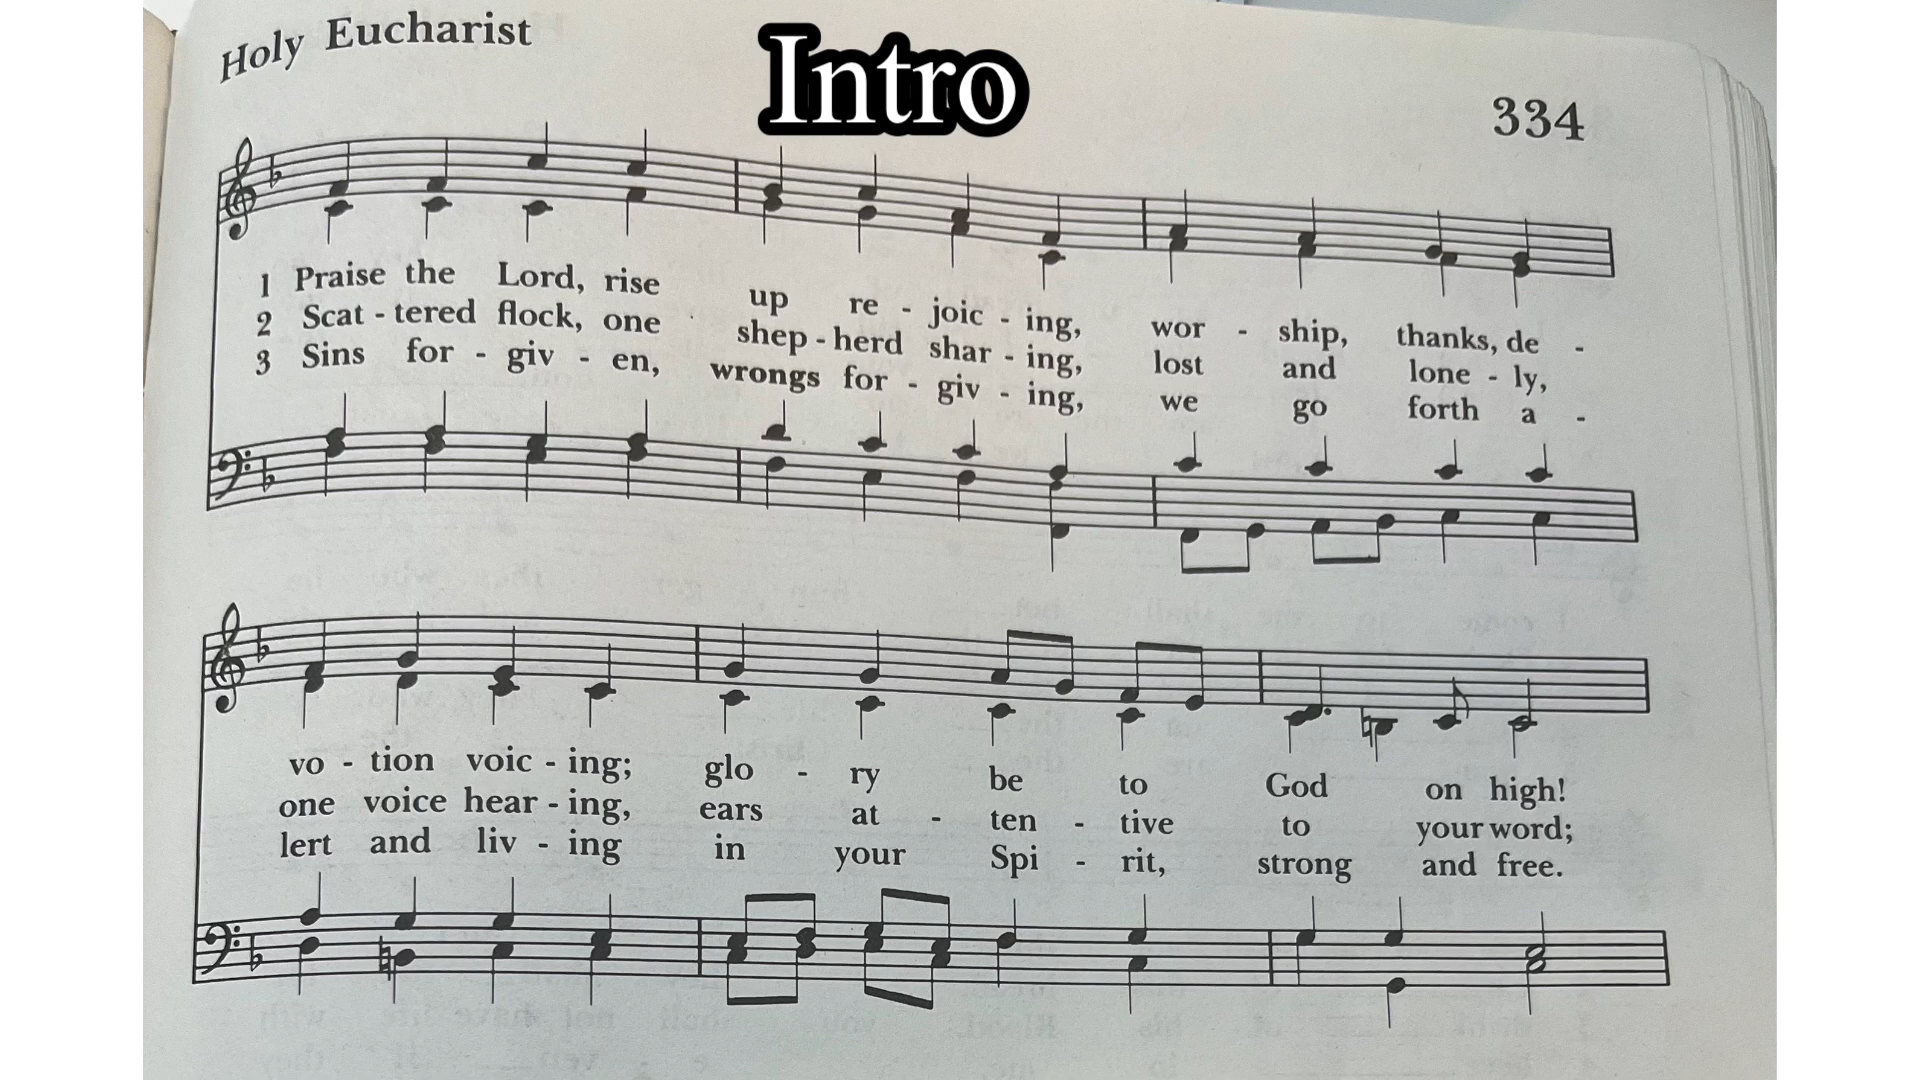 Holy Eucharist
Intro
334
1 Praise the Lord, rise up re - joic - ing, wor - ship, thanks, de -
2 Scat - tered flock, one shep - herd shar - ing, lost and lone - ly,
3 Sins for - giv - en, wrongs for - giv - ing, we go forth a -
vo - tion voic - ing; glo - ry be to God on high!
one voice hear - ing, ears at - ten - tive to your word;
lert and liv - ing in your Spi - rit, strong and free.